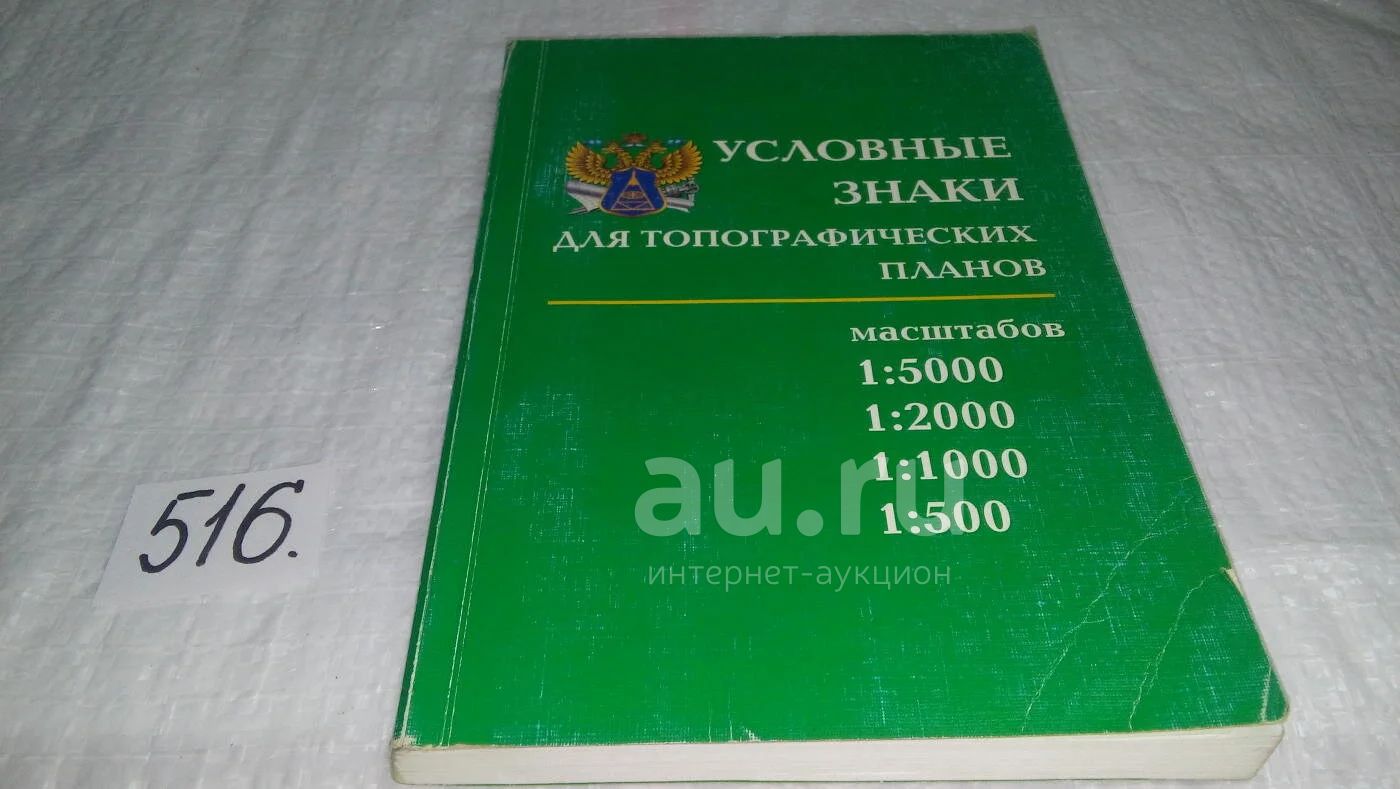 УСЛОВНЫЕ
ЗНАКИ
ДЛЯ ТОПОГРАФИЧЕСКИХ
ПЛАНОВ
масштабов
1:5000
1:2000
1:1000
1:500
au.ru
интернет-аукцион
516.